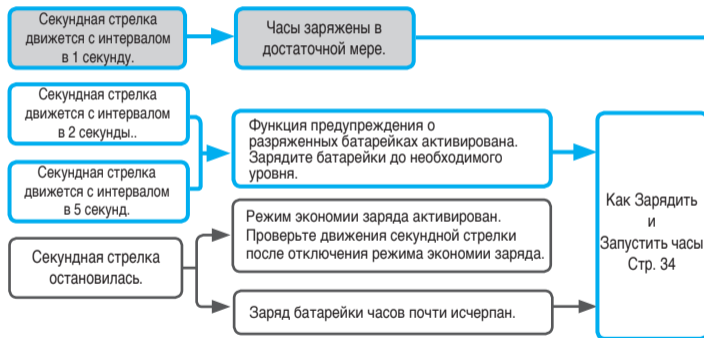 Секундная стрелка
движется с интервалом
в 1 секунду.
Часы заряжены в
достаточной мере.
Секундная стрелка
движется с интервалом
в 2 секунды..
Секундная стрелка
движется с интервалом
в 5 секунд.
Функция предупреждения о
разряженных батарейках активирована.
Зарядите батарейки до необходимого
уровня.
Секундная стрелка
остановилась.
Режим экономии заряда активирован.
Проверьте движения секундной стрелки
после отключения режима экономии заряда.
Заряд батарейки часов почти исчерпан.
Как Зарядить
и
Запустить часы
Стр. 34